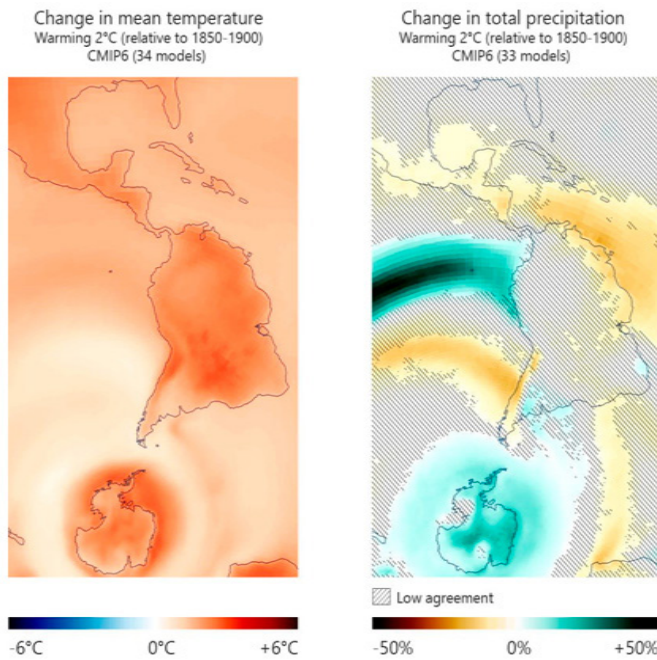 Change in mean temperature
Warming 2°C (relative to 1850-1900)
CMIP6 (34 models)
Change in total precipitation
Warming 2°C (relative to 1850-1900)
CMIP6 (33 models)
Low agreement
-6°C 0°C +6°C
-50% 0% +50%